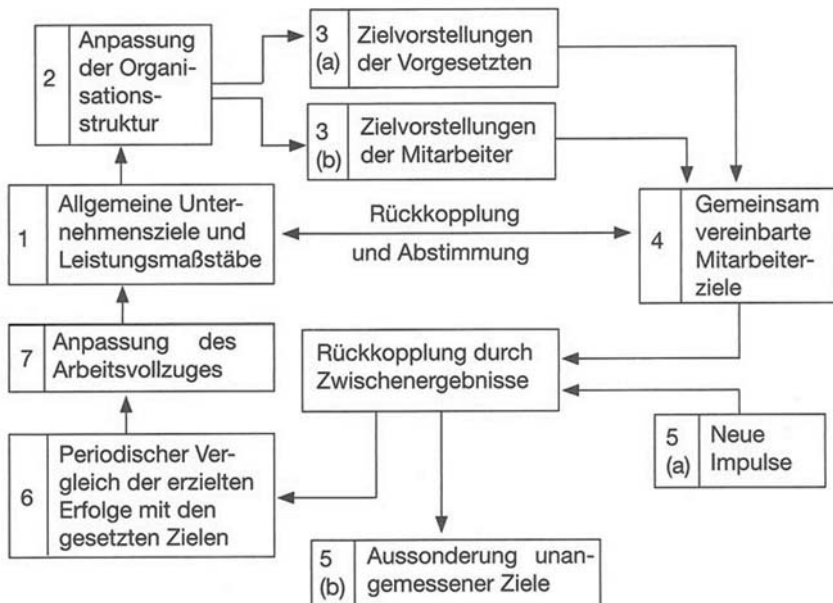 2
Anpassung
der Organi-
sations-
struktur
3
(a)
Zielvorstellungen
der Vorgesetzten
3
(b)
Zielvorstellungen
der Mitarbeiter
1
Allgemeine Unter-
nehmensziele und
Leistungsmaßstäbe
Rückkopplung
und Abstimmung
4
Gemeinsam
vereinbarte
Mitarbeiter-
ziele
7
Anpassung des
Arbeitsvollzuges
Rückkopplung durch
Zwischenergebnisse
5
(a)
Neue
Impulse
6
Periodischer Ver-
gleich der erzielten
Erfolge mit den
gesetzten Zielen
5
(b)
Aussonderung unan-
gemessener Ziele